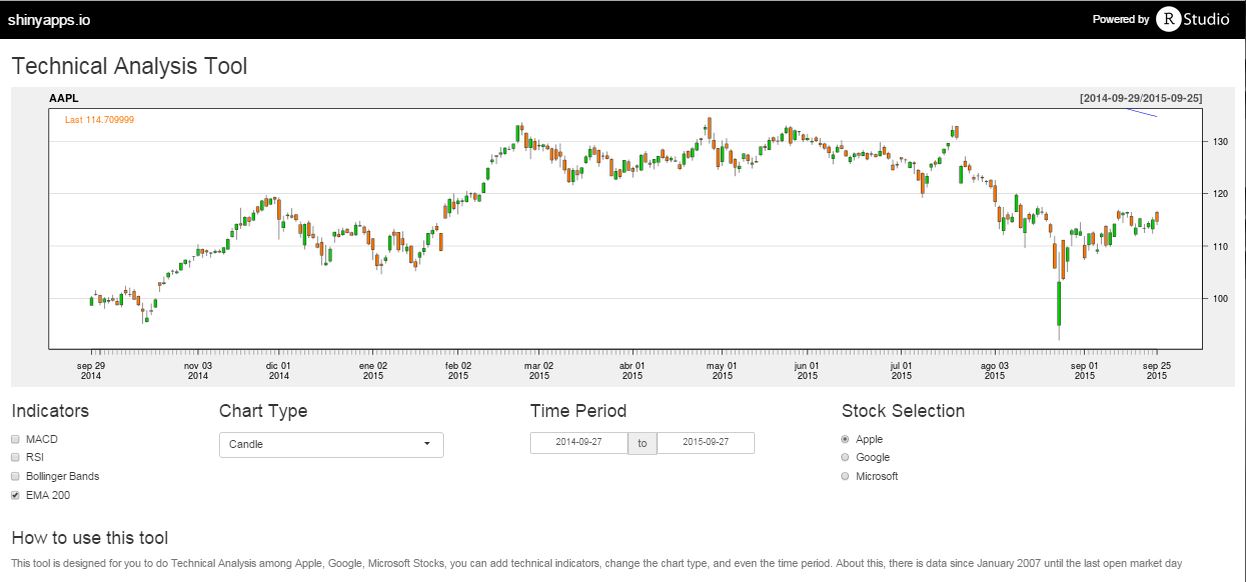 shinyapps.io
Powered by R Studio
Technical Analysis Tool
AAPL [2014-09-29/2015-09-25]
Last 114.709999
130
120
110
100
sep 29 nov 03 dic 01 ene 02 feb 02 mar 02 abr 01 may 01 jun 01 jul 01 ago 03 sep 01 sep 25
2014 2014 2014 2015 2015 2015 2015 2015 2015 2015 2015 2015 2015
Indicators Chart Type Time Period Stock Selection
MACD Candle 2014-09-27 to 2015-09-27 Apple
RSI Google
Bollinger Bands Microsoft
EMA 200
How to use this tool
This tool is designed for you to do Technical Analysis among Apple, Google, Microsoft Stocks, you can add technical indicators, change the chart type, and even the time period. About this, there is data since January 2007 until the last open market day